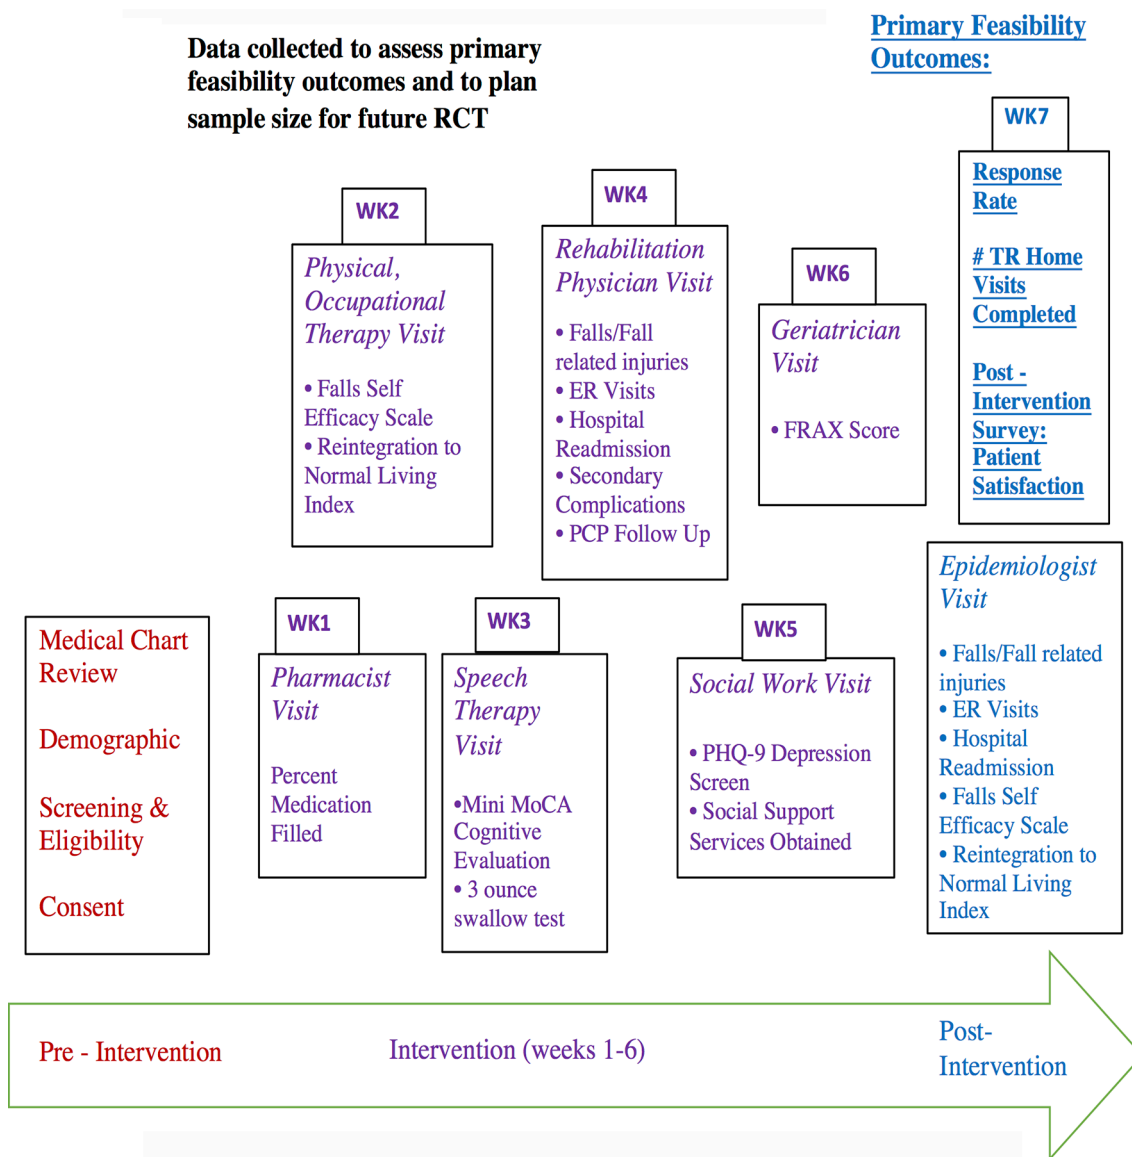 Data collected to assess primary
feasibility outcomes and to plan
sample size for future RCT
Primary Feasibility
Outcomes:
WK2
Physical,
Occupational
Therapy Visit
• Falls Self
Efficacy Scale
• Reintegration to
Normal Living
Index
WK4
Rehabilitation
Physician Visit
• Falls/Fall
related injuries
• ER Visits
• Hospital
Readmission
• Secondary
Complications
• PCP Follow Up
WK6
Geriatrician
Visit
• FRAX Score
WK7
Response
Rate
# TR Home
Visits
Completed
Post -
Intervention
Survey:
Patient
Satisfaction
Medical Chart
Review
Demographic
Screening &
Eligibility
Consent
WK1
Pharmacist
Visit
Percent
Medication
Filled
WK3
Speech
Therapy
Visit
•Mini MoCA
Cognitive
Evaluation
• 3 ounce
swallow test
WK5
Social Work Visit
• PHQ-9 Depression
Screen
• Social Support
Services Obtained
Epidemiologist
Visit
• Falls/Fall related
injuries
• ER Visits
• Hospital
Readmission
• Falls Self
Efficacy Scale
• Reintegration to
Normal Living
Index
Pre - Intervention
Intervention (weeks 1-6)
Post-
Intervention